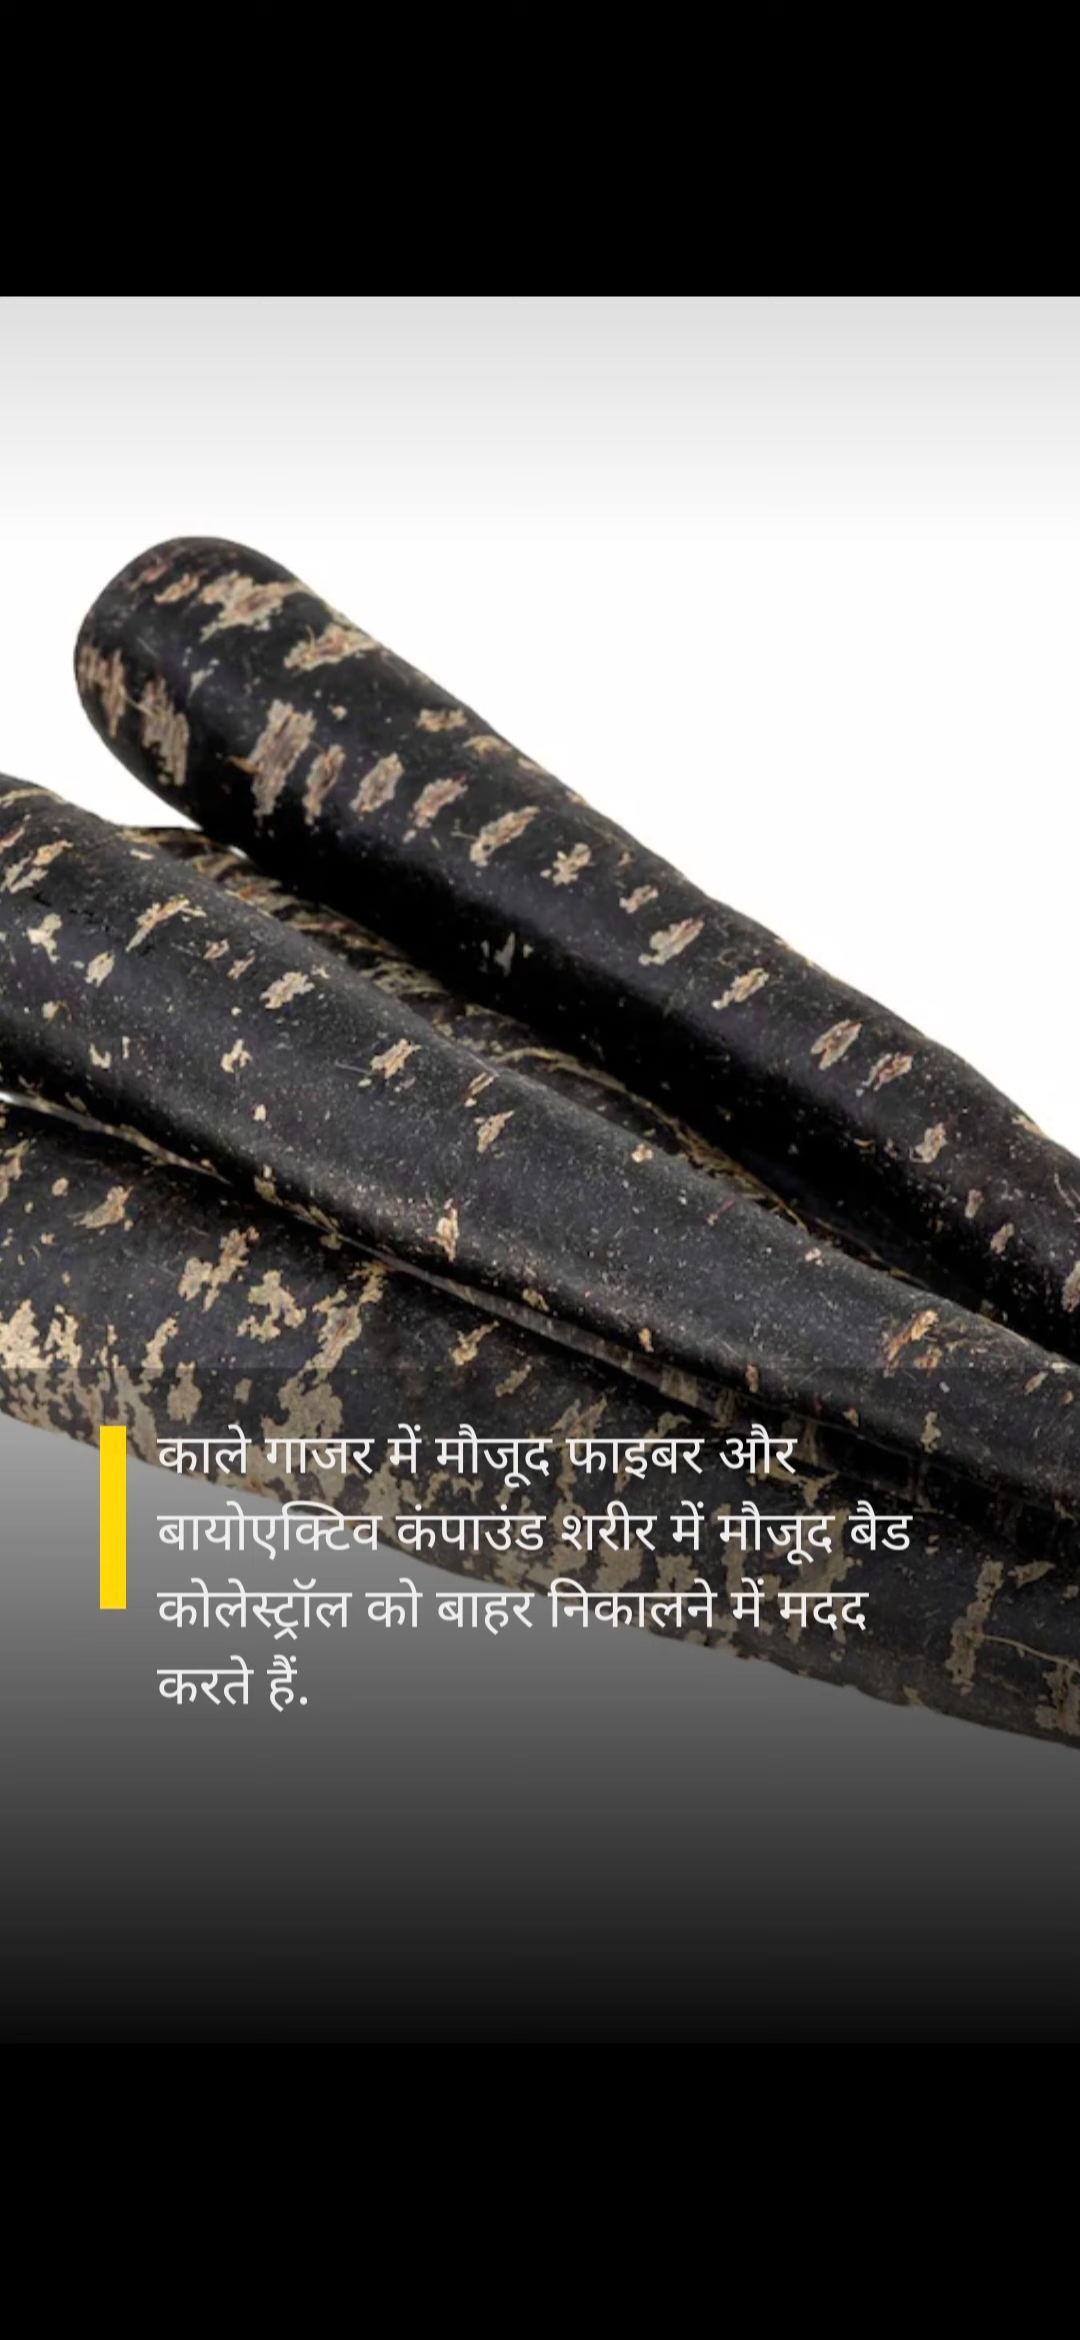 काले गाजर में मौजूद फाइबर और
बायोएक्टिव कंपाउंड शरीर में मौजूद बैड
कोलेस्ट्रॉल को बाहर निकालने में मदद
करते हैं.